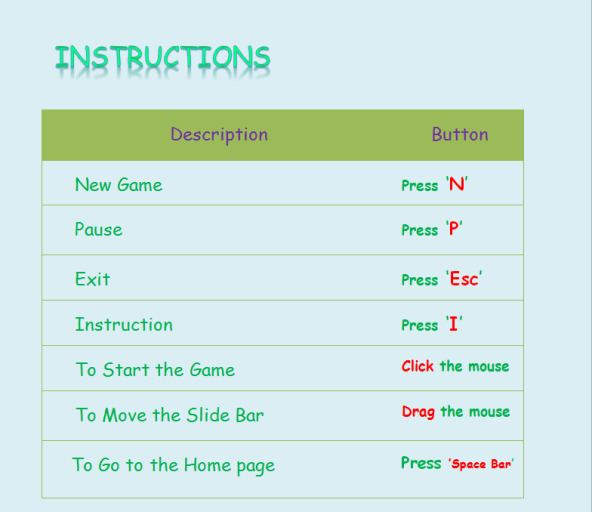 INSTRUCTIONS
Description Button
New Game Press 'N'
Pause Press 'P'
Exit Press 'Esc'
Instruction Press 'I'
To Start the Game Click the mouse
To Move the Slide Bar Drag the mouse
To Go to the Home page Press 'Space Bar'